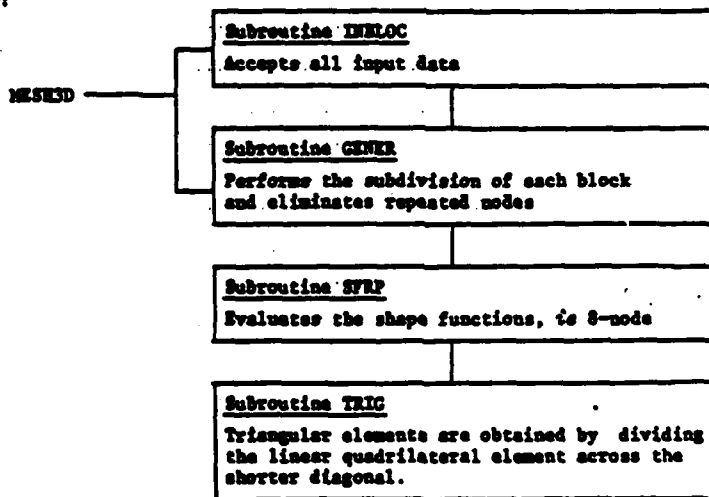 Subroutine INBLOC
Accepts all input data
MESH3D
Subroutine GENER
Performs the subdivision of each block
and eliminates repeated nodes
Subroutine SFRP
Evaluates the shape functions, ie 8-node
Subroutine TRIG
Triangular elements are obtained by dividing
the linear quadrilateral element across the
shorter diagonal.